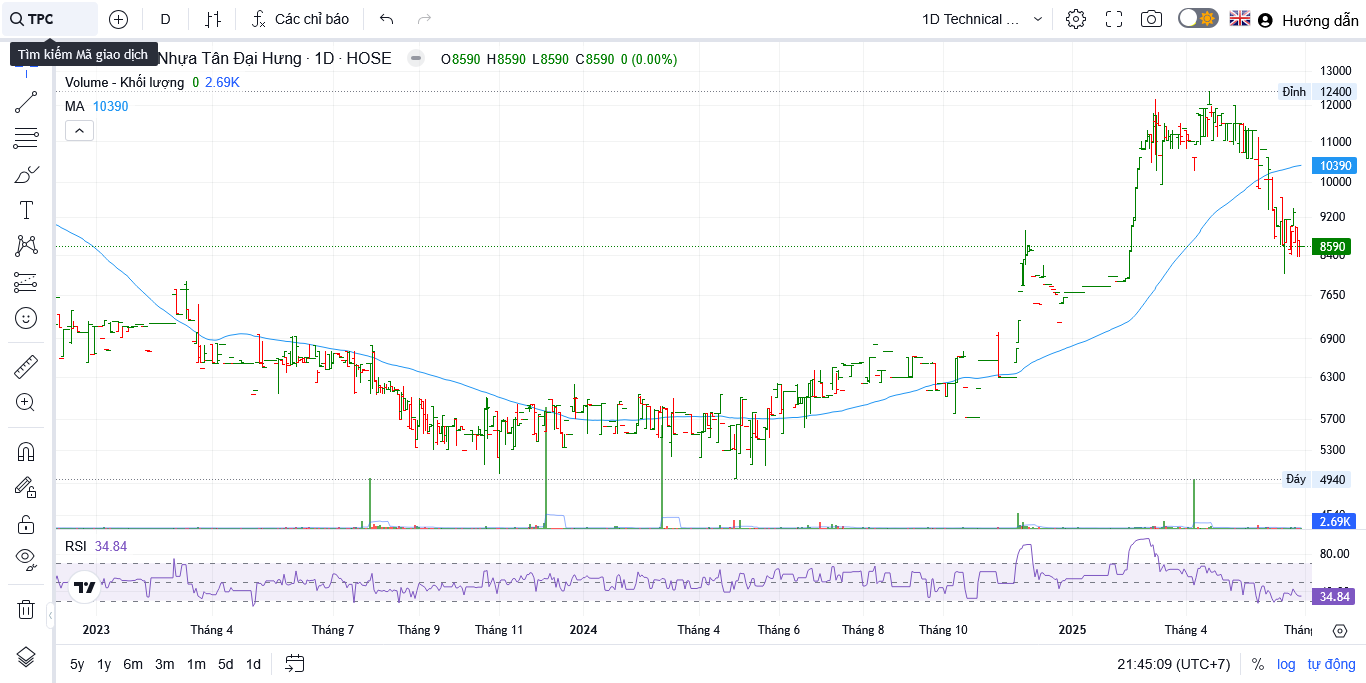 TPC
D
Các chỉ báo
1D Technical ...
Hướng dẫn
Tìm kiếm Mã giao dịch
Nhựa Tân Đại Hưng · 1D · HOSE
O8590 H8590 L8590 C8590 0 (0.00%)
Volume - Khối lượng 0 2.69K
MA 10390
13000
Đỉnh 12400
12000
11000
10390
10000
9200
8590
8400
7650
6900
6300
5700
5300
Đáy 4940
4540
2.69K
RSI 34.84
80.00
34.84
2023
Tháng 4
Tháng 7
Tháng 9
Tháng 11
2024
Tháng 4
Tháng 6
Tháng 8
Tháng 10
2025
Tháng 4
Thán
5y 1y 6m 3m 1m 5d 1d
21:45:09 (UTC+7)
%
log
tự động